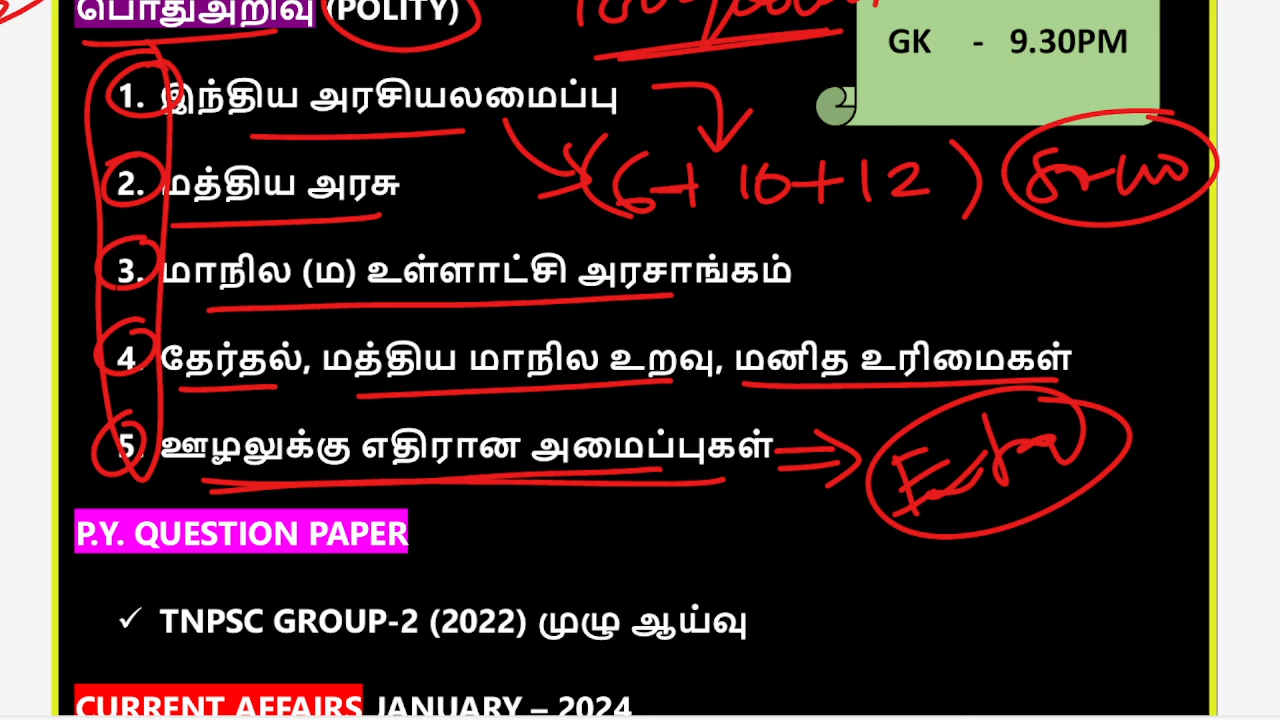 பொதுஅறிவு (POLITY)
GK - 9.30PM
1. இந்திய அரசியலமைப்பு
2. மத்திய அரசு
(6+10+12)
3. மாநில (ம) உள்ளாட்சி அரசாங்கம்
4. தேர்தல், மத்திய மாநில உறவு, மனித உரிமைகள்
5. ஊழலுக்கு எதிரான அமைப்புகள்
Extra
P.Y. QUESTION PAPER
✓ TNPSC GROUP-2 (2022) முழு ஆய்வு
CURRENT AFFAIRS JANUARY – 2024